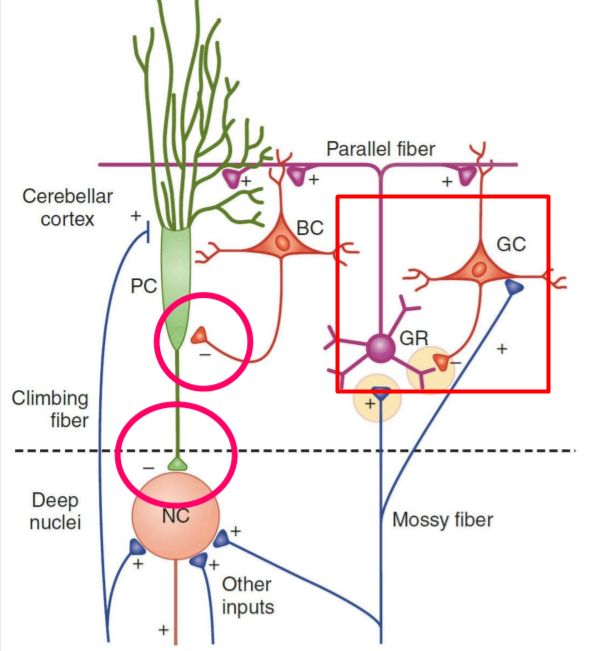 Parallel fiber
+
+
+
Cerebellar
cortex
+
BC
GC
PC
GR
−
−
+
Climbing
fiber
+
−
Deep
nuclei
NC
Mossy fiber
+
+
+
Other
inputs
+